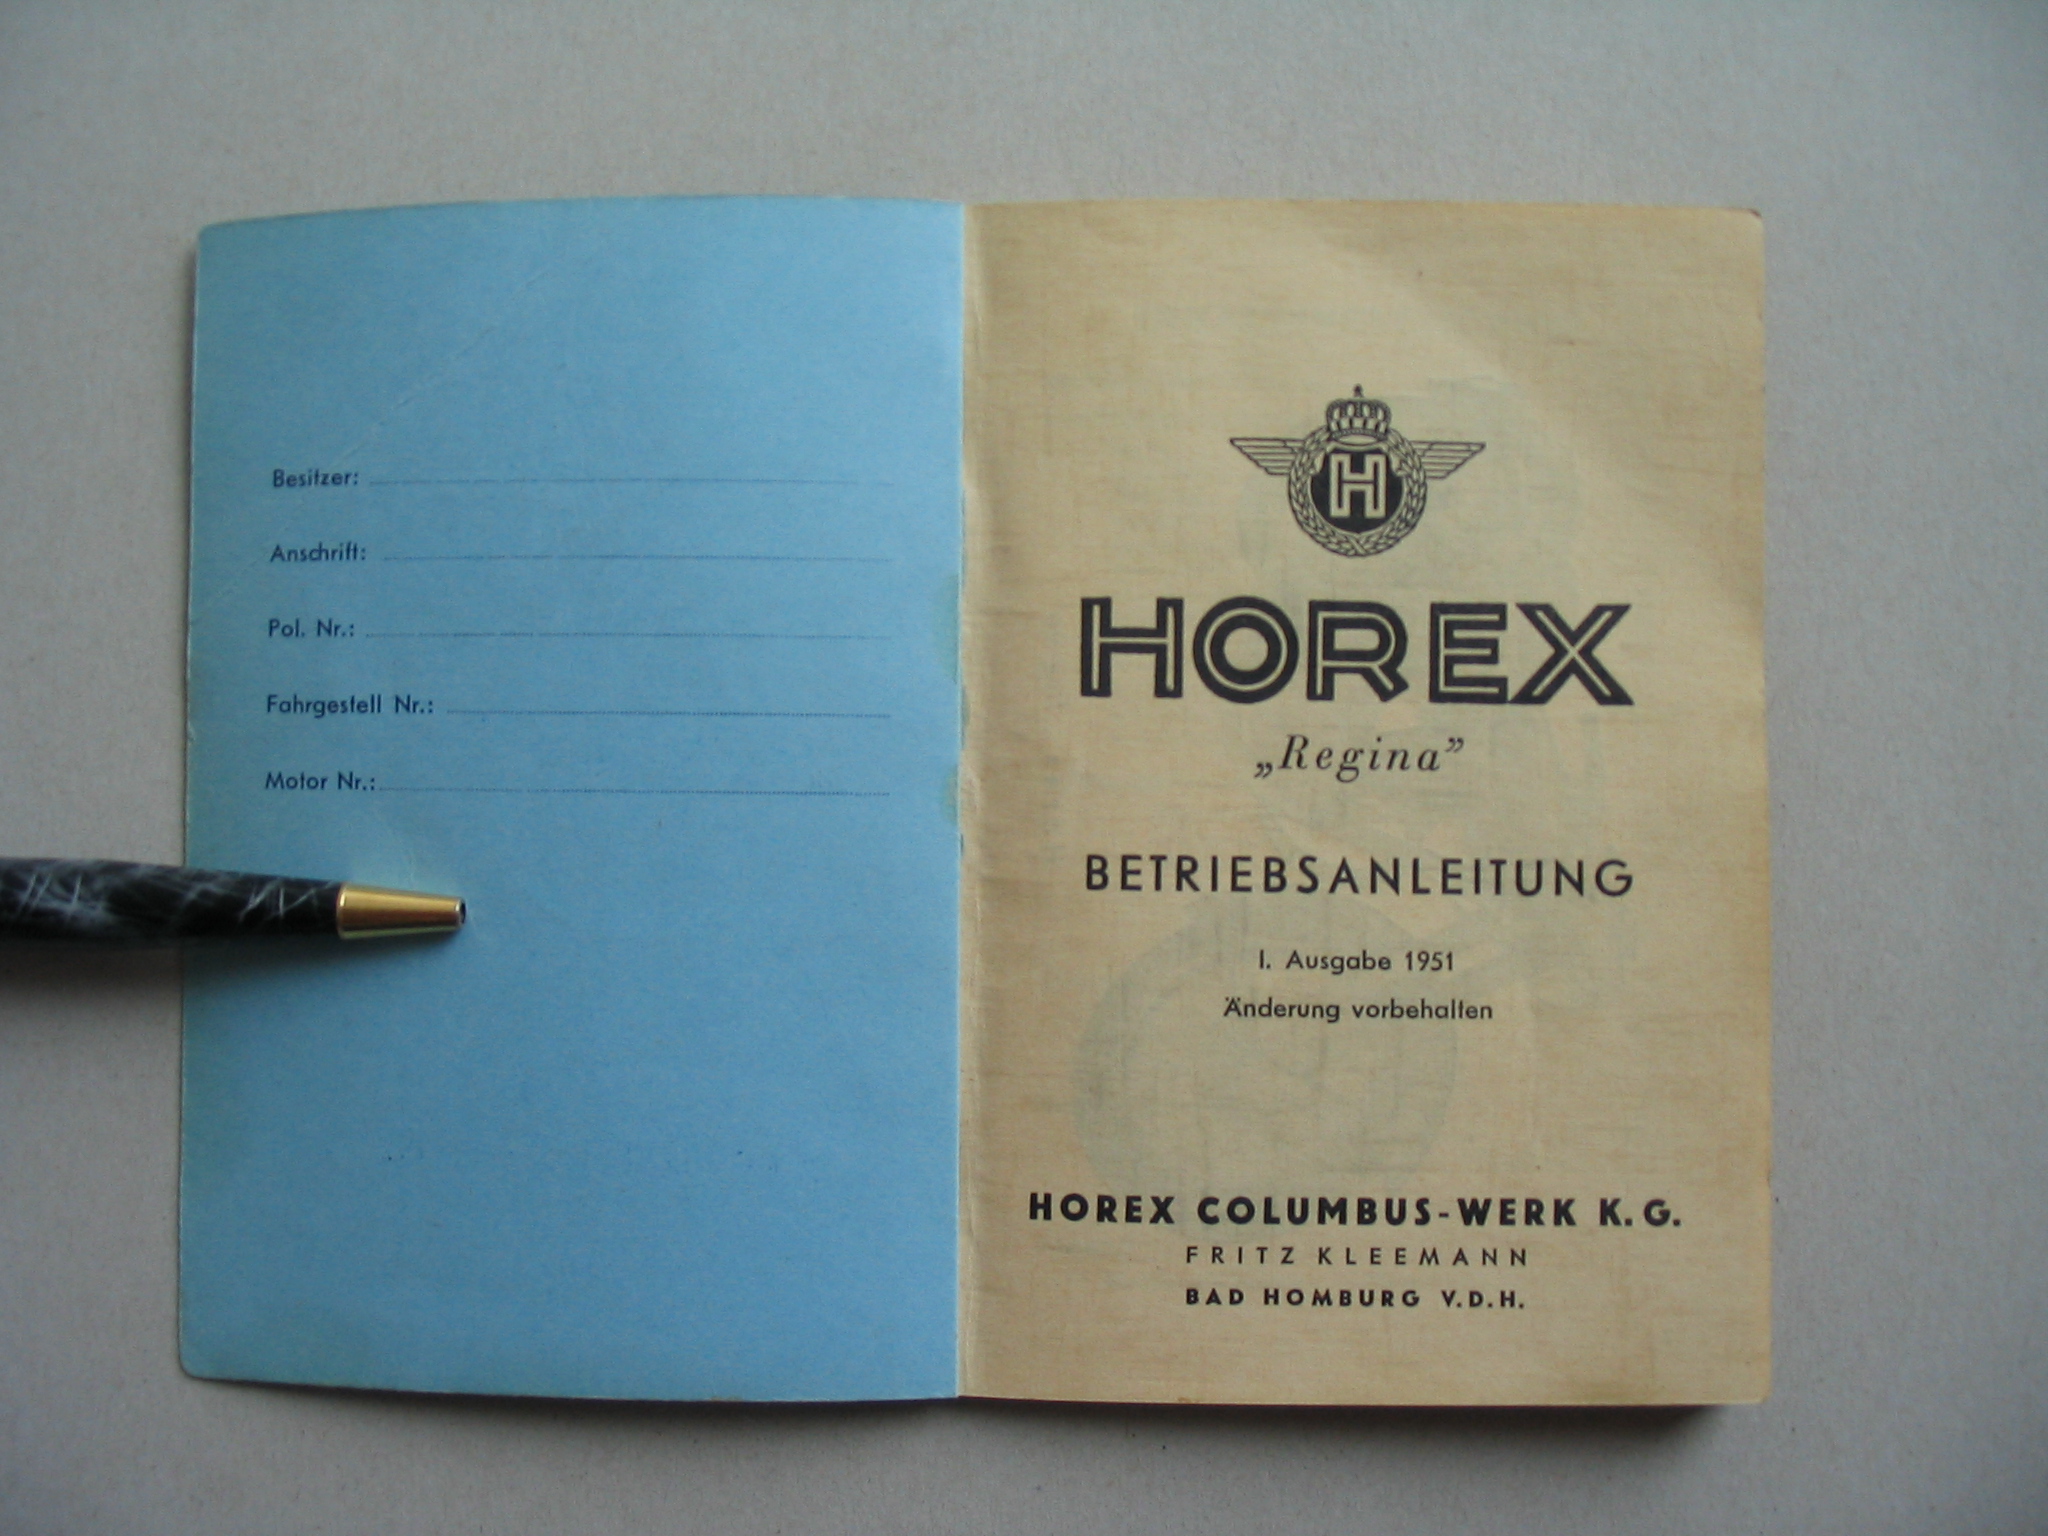 Besitzer:
Anschrift:
Pol. Nr.:
Fahrgestell Nr.:
Motor Nr.:
H
HOREX
„Regina”
BETRIEBSANLEITUNG
I. Ausgabe 1951
Änderung vorbehalten
HOREX COLUMBUS-WERK K.G.
FRITZ KLEEMANN
BAD HOMBURG V.D.H.